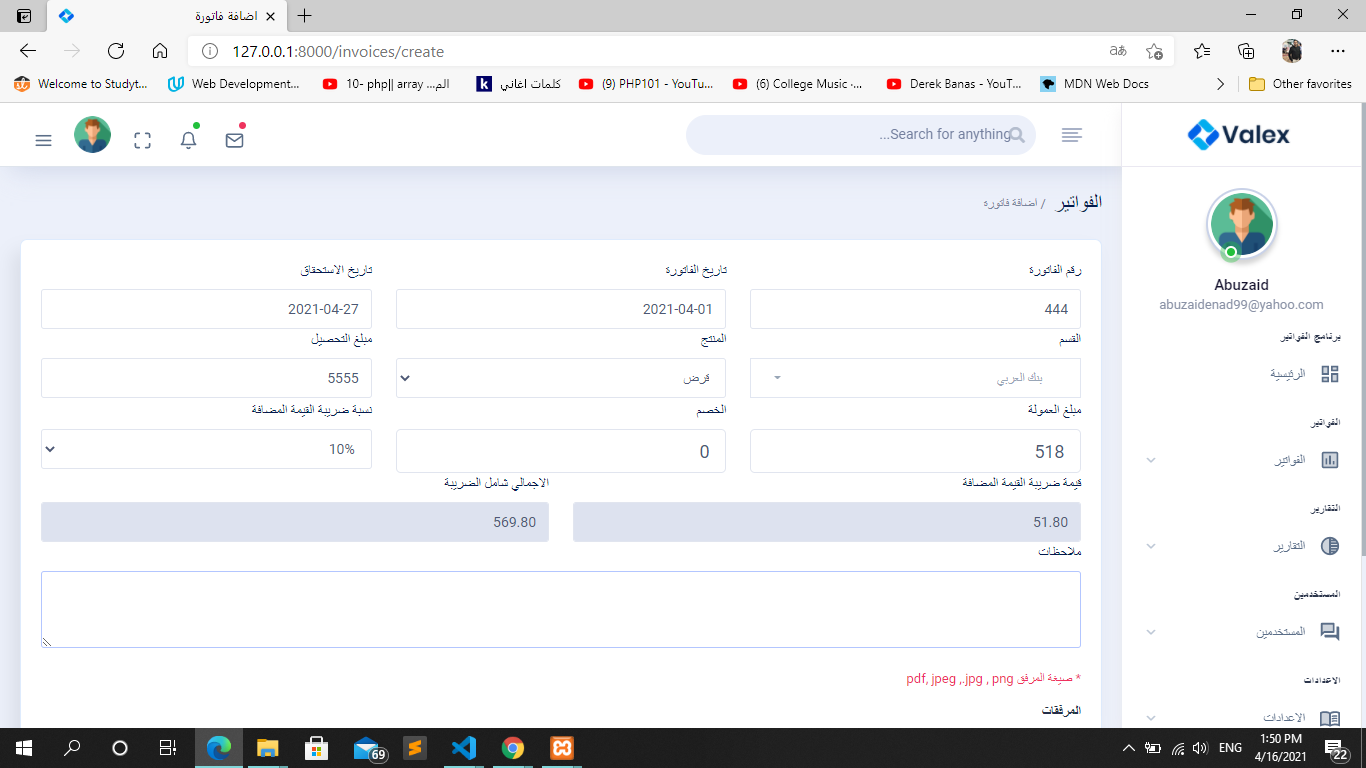 اضافة فاتورة
127.0.0.1:8000/invoices/create
Welcome to Studyt...
Web Development...
10- php|| array ...الم
كلمات اغاني
(9) PHP101 - YouTu...
(6) College Music ·...
Derek Banas - YouT...
MDN Web Docs
Other favorites
Search for anything...
Valex
الفواتير / اضافة فاتورة
رقم الفاتورة
تاريخ الفاتورة
تاريخ الاستحقاق
444
2021-04-01
2021-04-27
القسم
المنتج
مبلغ التحصيل
بنك العربي
قرض
5555
مبلغ العمولة
الخصم
نسبة ضريبة القيمة المضافة
518
0
10%
قيمة ضريبة القيمة المضافة
الاجمالي شامل الضريبة
51.80
569.80
ملاحظات
* صيغة المرفق pdf, jpeg ,.jpg , png
المرفقات
Abuzaid
abuzaidenad99@yahoo.com
برنامج الفواتير
الرئيسية
الفواتير
الفواتير
التقارير
التقارير
المستخدمين
المستخدمين
الاعدادات
الاعدادات
69
ENG
1:50 PM
4/16/2021
22